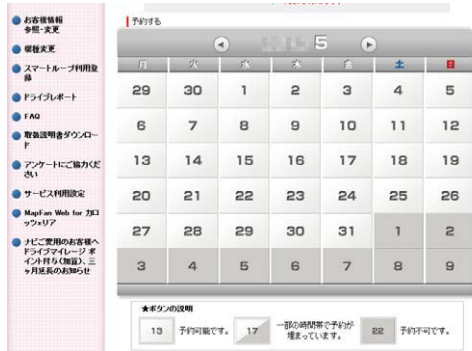 お客様情報
参照・変更
機種変更
スマートループ利用登
録
ドライブレポート
FAQ
取扱説明書ダウンロー
ド
アンケートにご協力くだ
さい
サービス利用設定
MapFan Web for カロ
ッツェリア
ナビご愛用のお客様へ
ドライブマイレージ ポ
イント付与(加算)、三
ヶ月延長のお知らせ
予約する
5
月 火 水 木 金 土 日
29 30 1 2 3 4 5
6 7 8 9 10 11 12
13 14 15 16 17 18 19
20 21 22 23 24 25 26
27 28 29 30 31 1 2
3 4 5 6 7 8 9
★ボタンの説明
13 予約可能です。 17 一部の時間帯で予約が
埋まっています。 22 予約不可です。